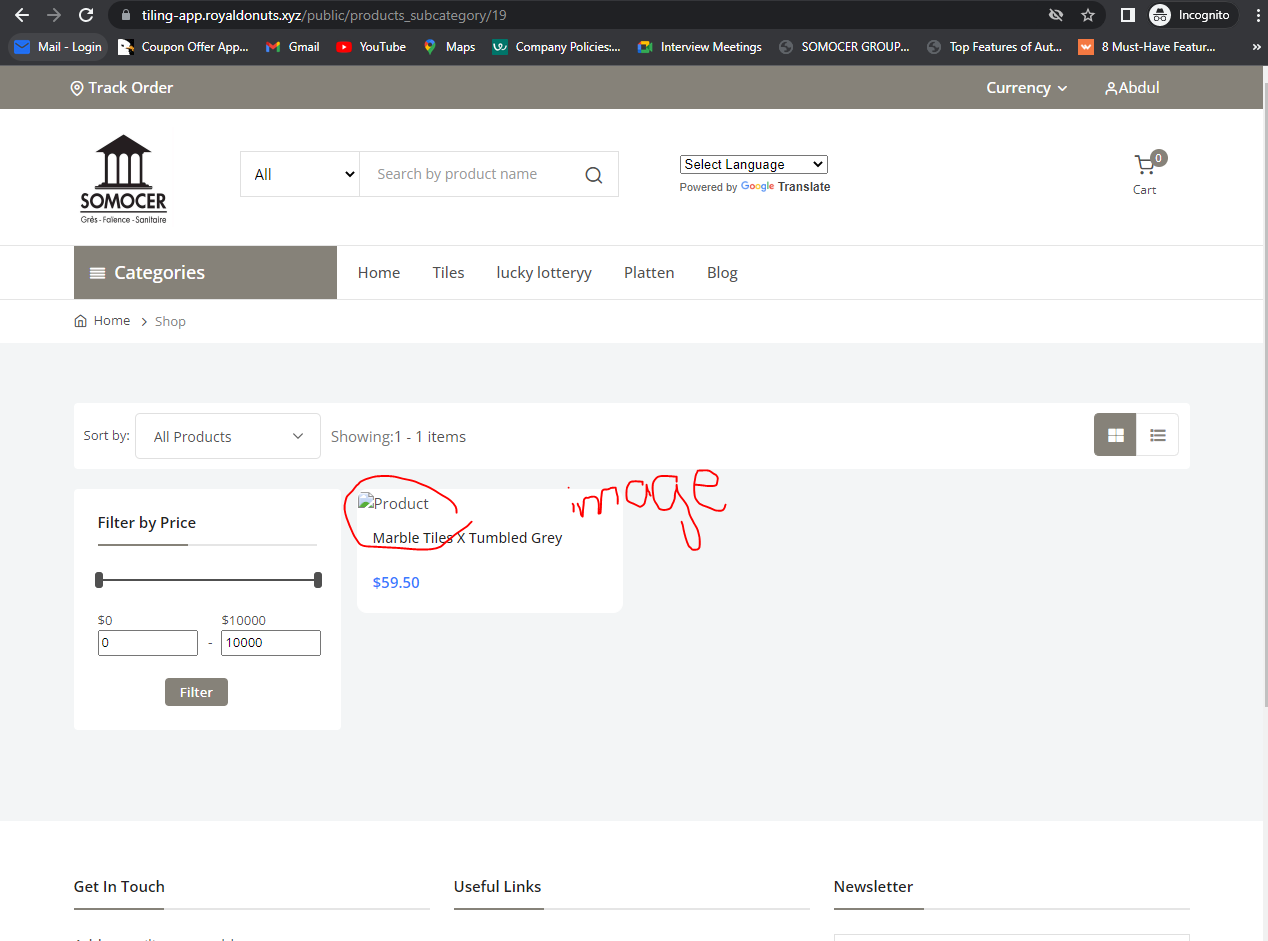 tiling-app.royaldonuts.xyz/public/products_subcategory/19
Incognito
Mail - Login
Coupon Offer App...
Gmail
YouTube
Maps
Company Policies:...
Interview Meetings
SOMOCER GROUP...
Top Features of Aut...
8 Must-Have Featur...
»
Track Order
Currency
Abdul
SOMOCER
Grès - Faïence - Sanitaire
All
Search by product name
Select Language
Powered by Google Translate
0
Cart
Categories
Home
Tiles
lucky lotteryy
Platten
Blog
Home > Shop
Sort by:
All Products
Showing:1 - 1 items
Filter by Price
$0
$10000
0 - 10000
Filter
Product
image
Marble Tiles X Tumbled Grey
$59.50
Get In Touch
Useful Links
Newsletter